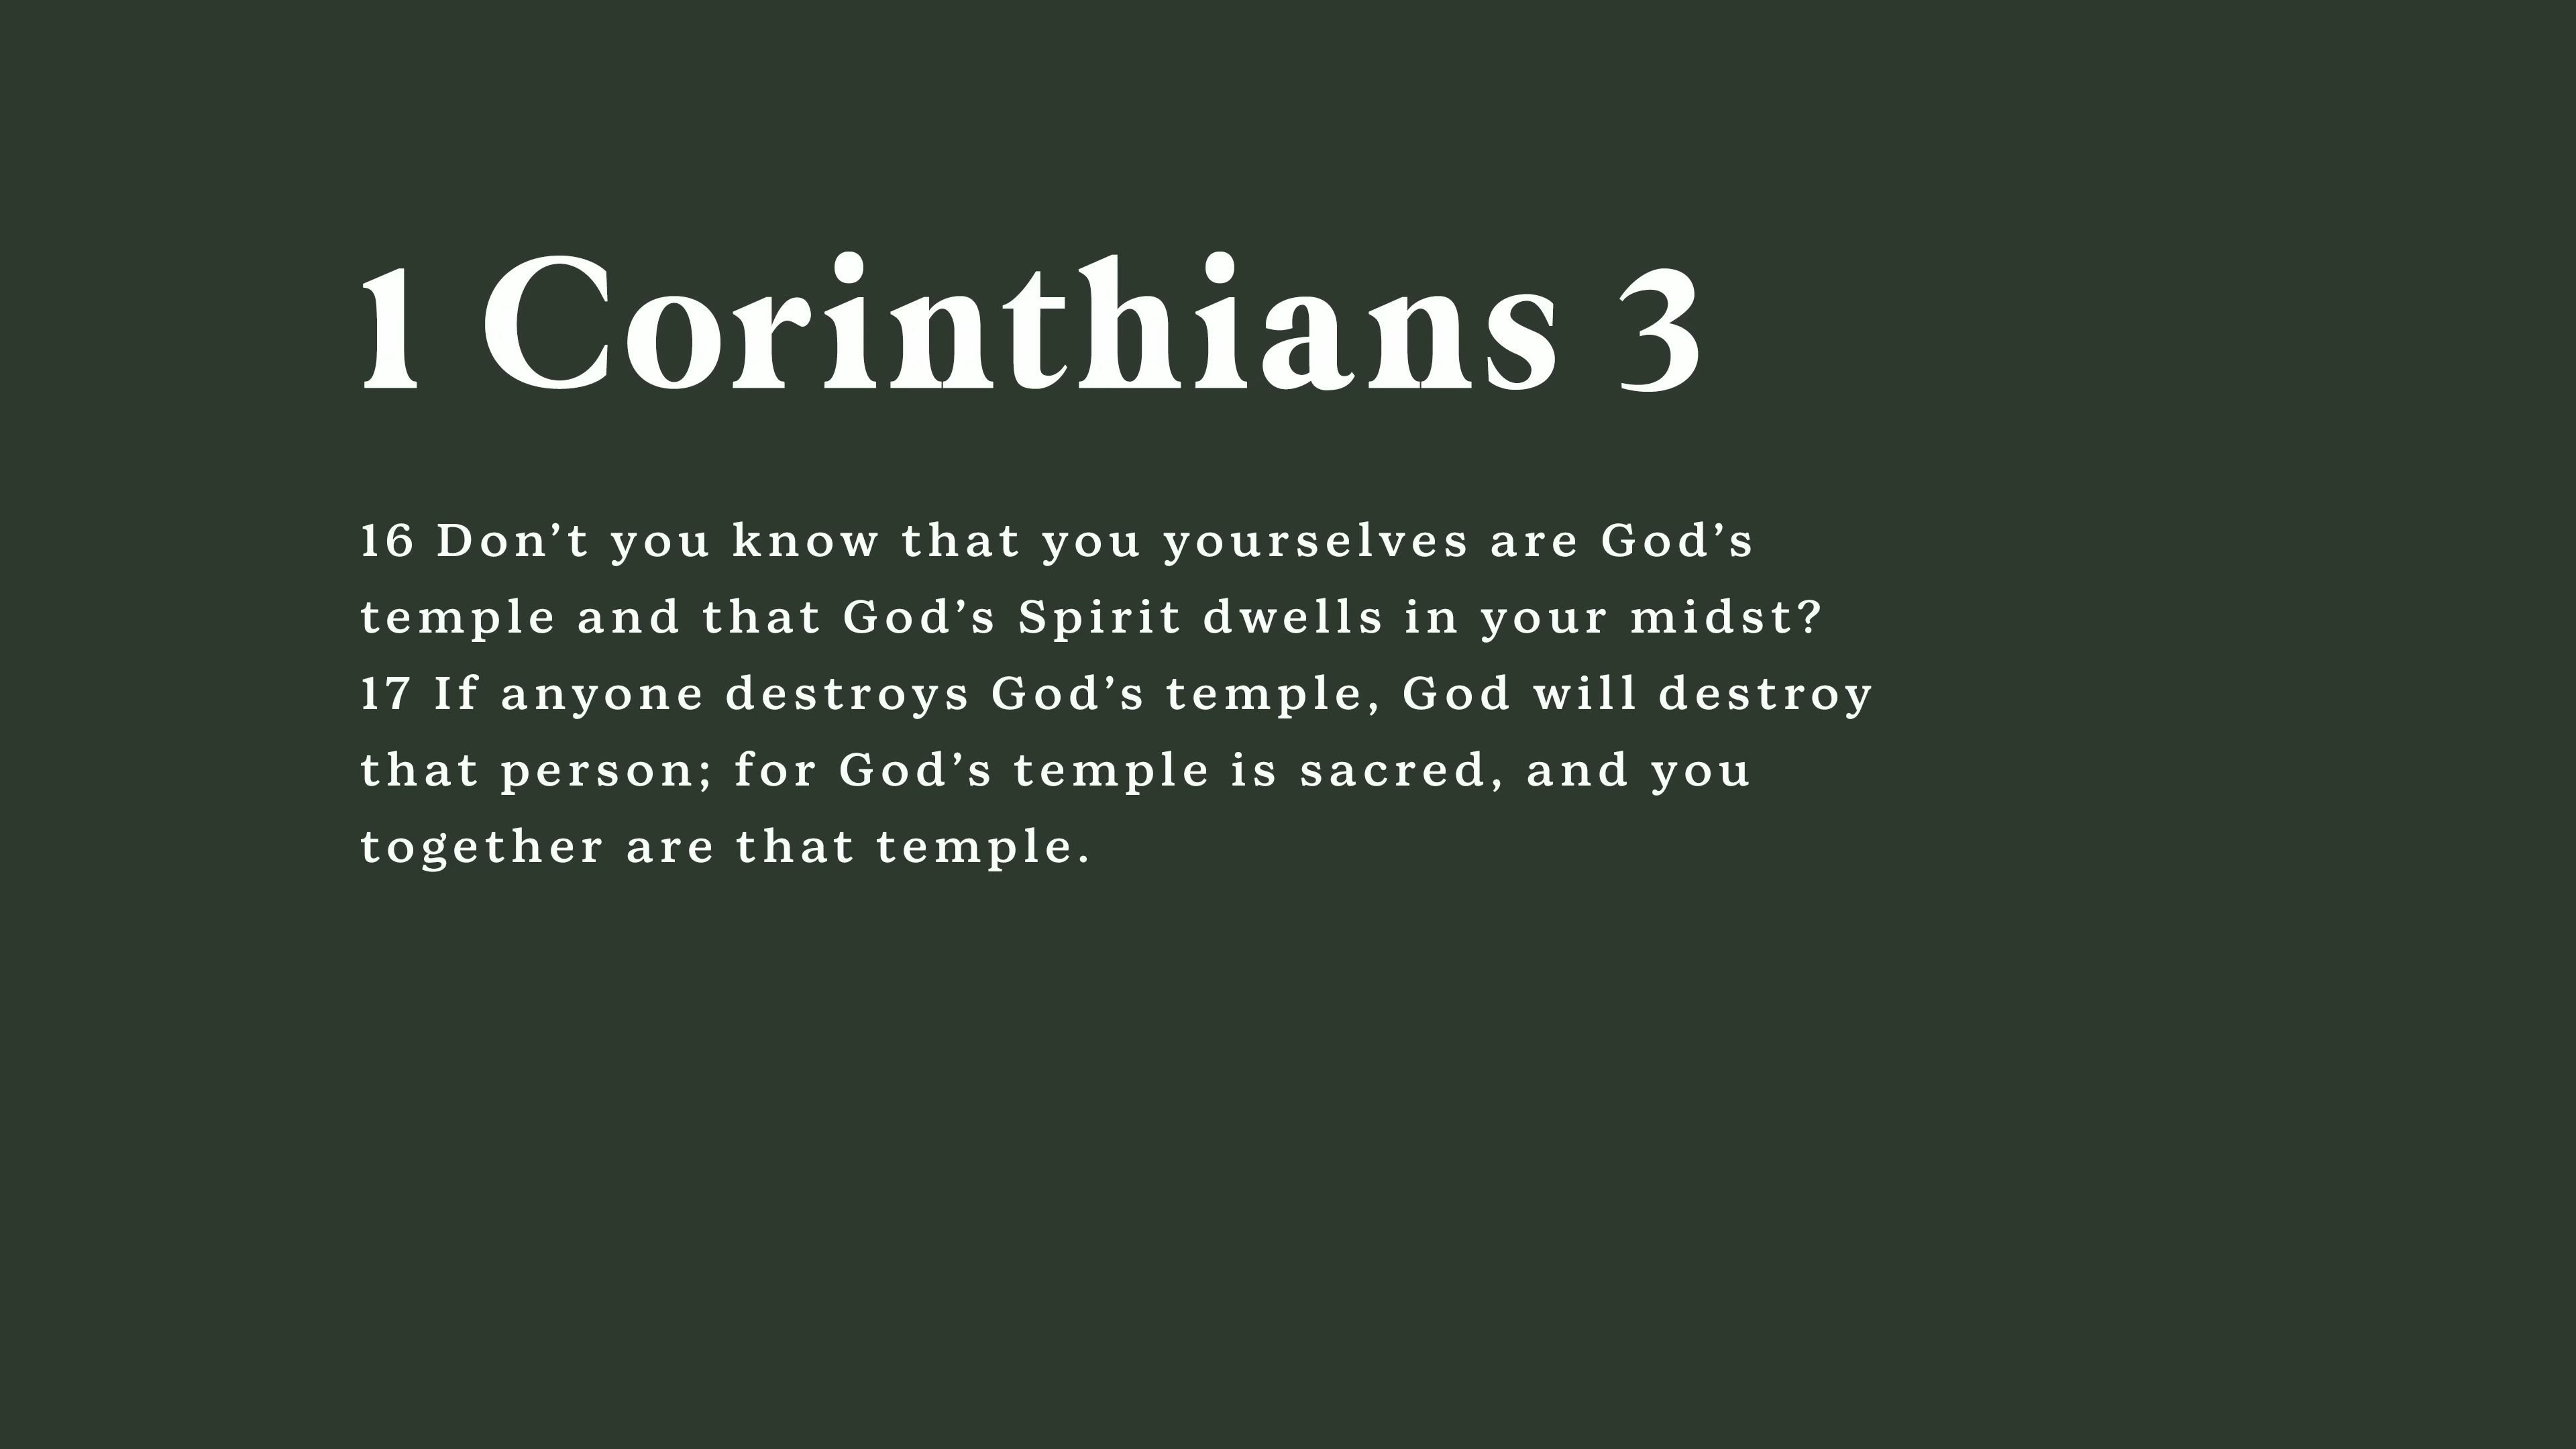 1 Corinthians 3
16 Don’t you know that you yourselves are God’s
temple and that God’s Spirit dwells in your midst?
17 If anyone destroys God’s temple, God will destroy
that person; for God’s temple is sacred, and you
together are that temple.